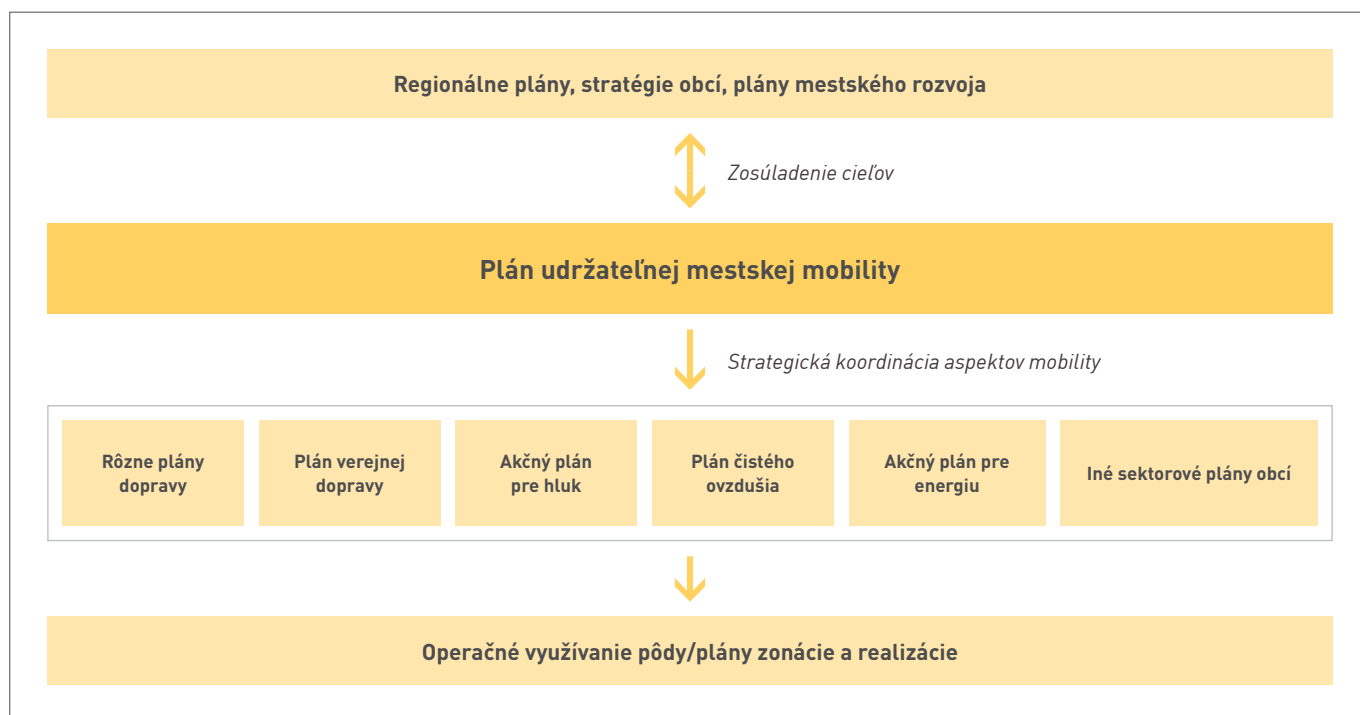 Regionálne plány, stratégie obcí, plány mestského rozvoja
Zosúladenie cieľov
Plán udržateľnej mestskej mobility
Strategická koordinácia aspektov mobility
Rôzne plány
dopravy
Plán verejnej
dopravy
Akčný plán
pre hluk
Plán čistého
ovzdušia
Akčný plán pre
energiu
Iné sektorové plány obcí
Operačné využívanie pôdy/plány zonácie a realizácie